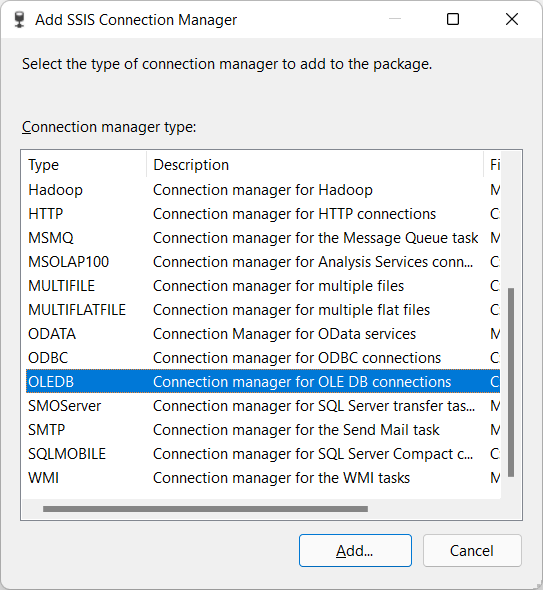 Add SSIS Connection Manager
Select the type of connection manager to add to the package.
Connection manager type:
Type Description Fi
Hadoop Connection manager for Hadoop M
HTTP Connection manager for HTTP connections C
MSMQ Connection manager for the Message Queue task M
MSOLAP100 Connection manager for Analysis Services conn... C
MULTIFILE Connection manager for multiple files C
MULTIFLATFILE Connection manager for multiple flat files C
ODATA Connection Manager for OData services M
ODBC Connection manager for ODBC connections C
OLEDB Connection manager for OLE DB connections C
SMOServer Connection manager for SQL Server transfer tas... M
SMTP Connection manager for the Send Mail task M
SQLMOBILE Connection manager for SQL Server Compact c... C
WMI Connection manager for the WMI tasks M
Add... Cancel